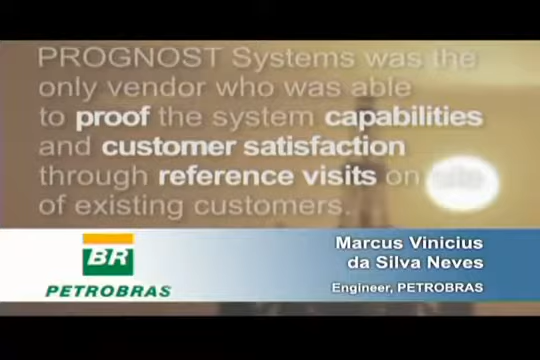 PROGNOST Systems was the
only vendor who was able
to proof the system capabilities
and customer satisfaction
through reference visits on
of existing customers.
BR
PETROBRAS
Marcus Vinicius
da Silva Neves
Engineer, PETROBRAS